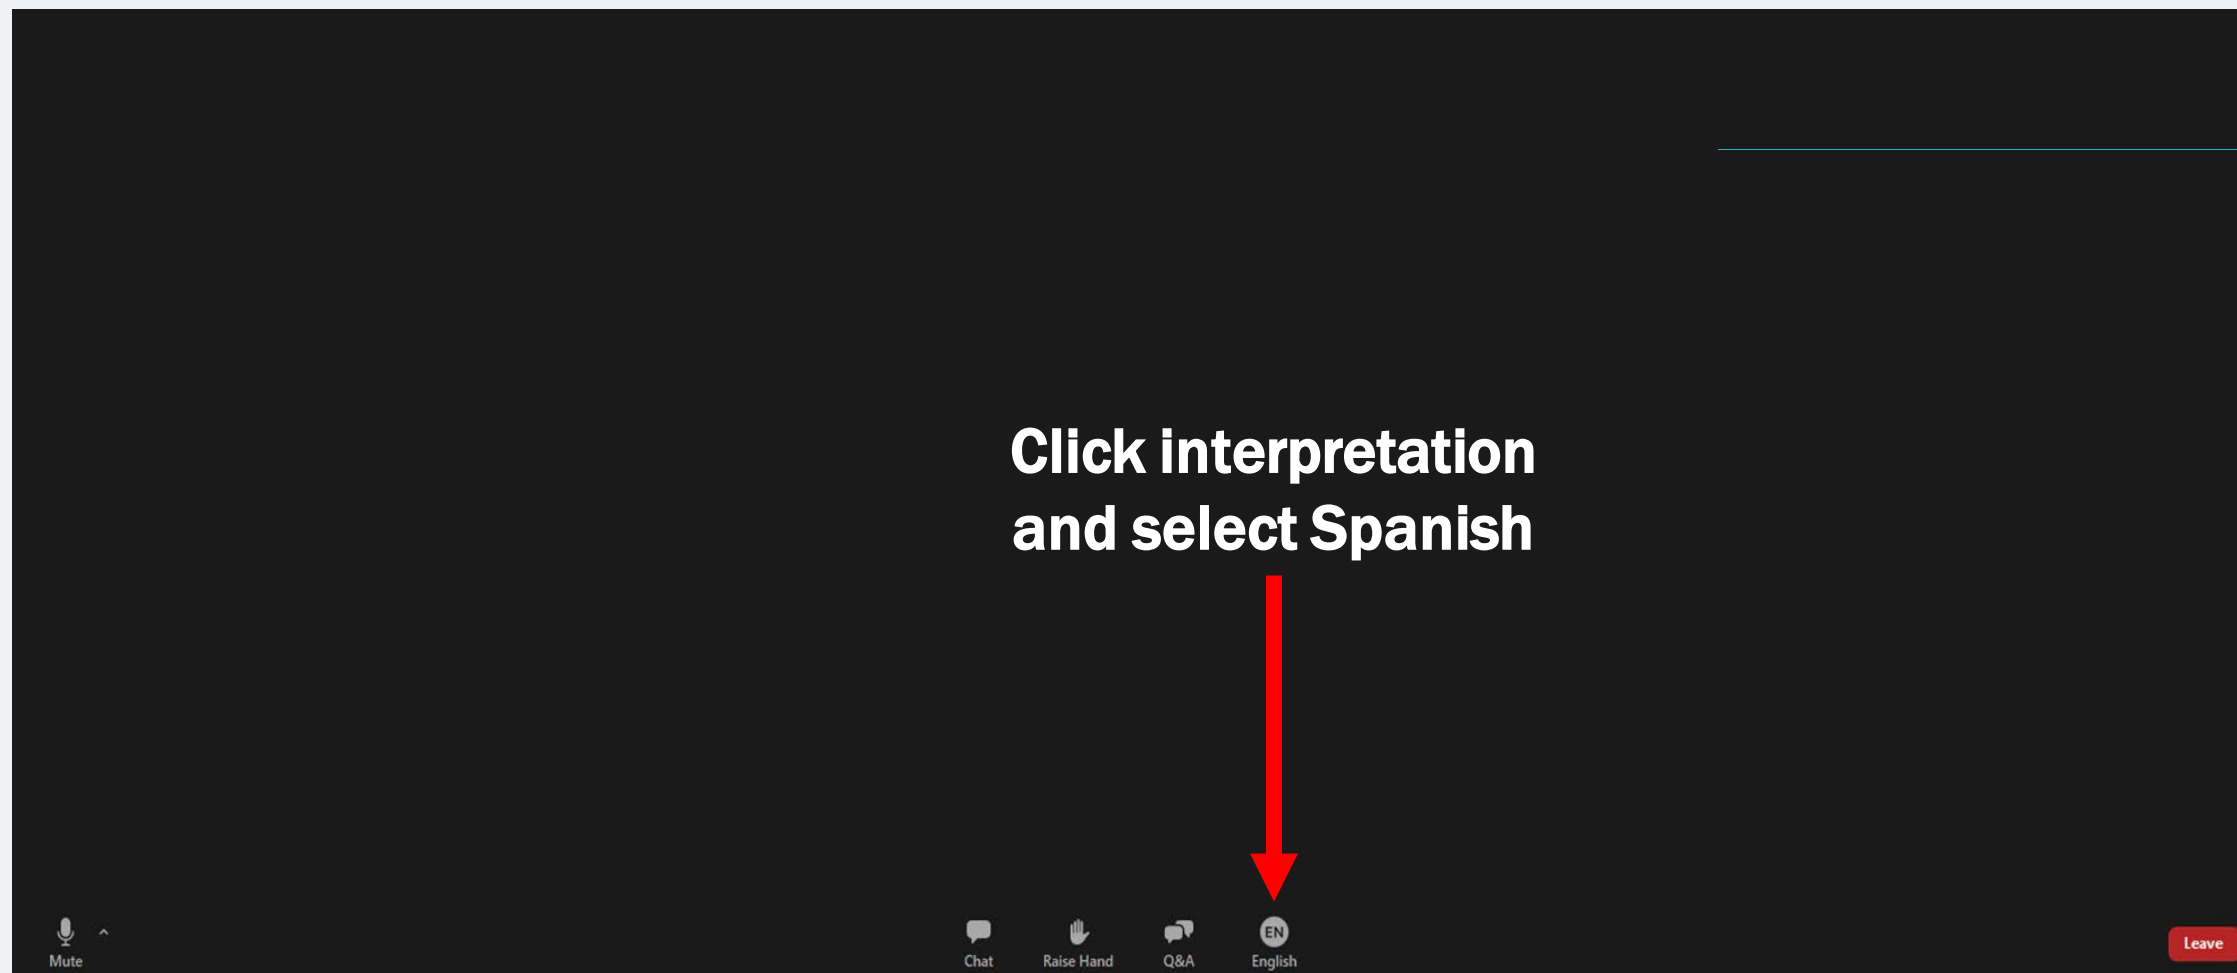 Click interpretation
and select Spanish
EN
Mute
Chat
Raise Hand
Q&A
English
Leave